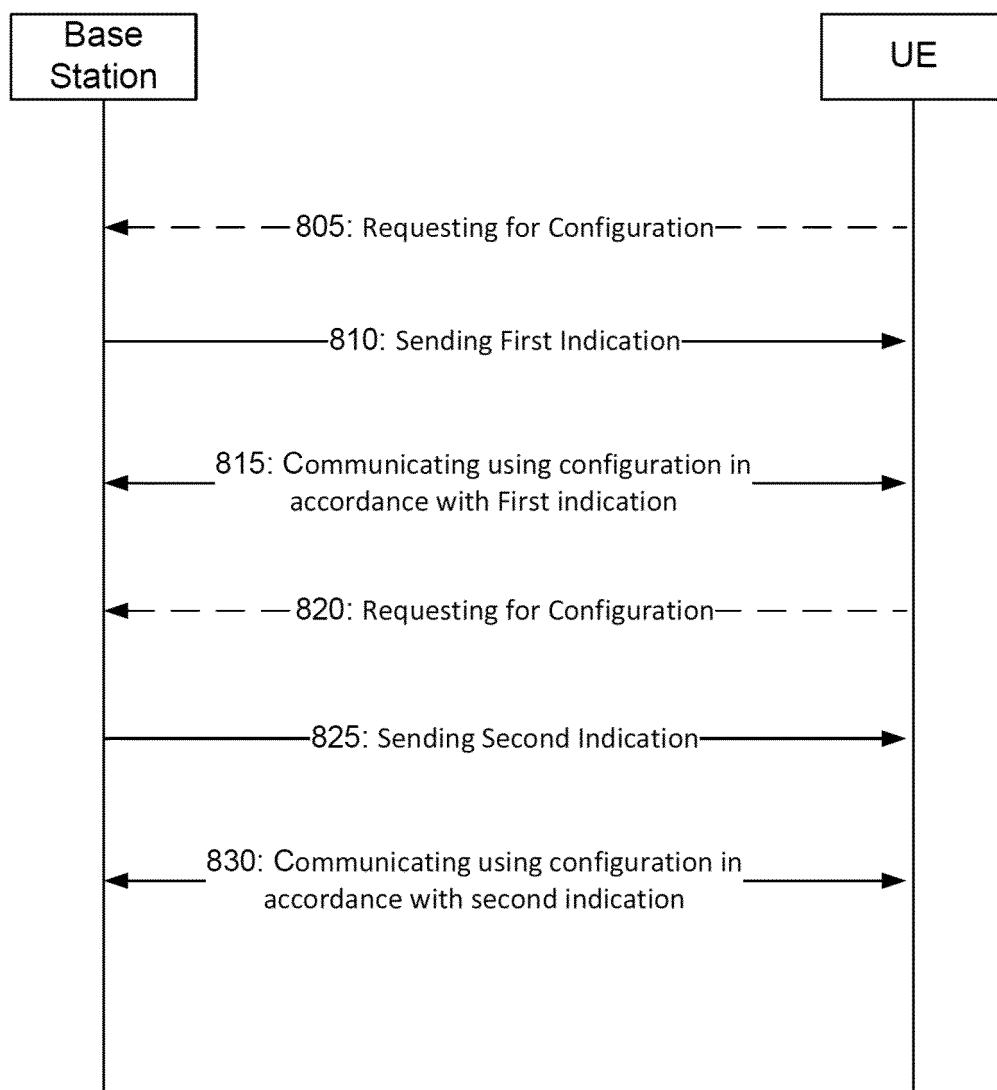 Base
Station
UE
805: Requesting for Configuration
810: Sending First Indication
815: Communicating using configuration in
accordance with First indication
820: Requesting for Configuration
825: Sending Second Indication
830: Communicating using configuration in
accordance with second indication